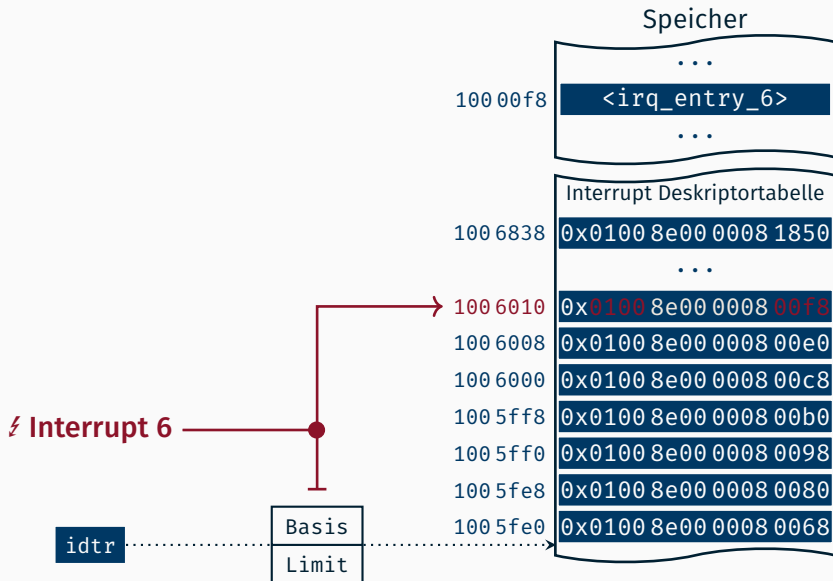 Speicher
...
100 00f8 <irq_entry_6>
...
Interrupt Deskriptortabelle
100 6838 0x0100 8e00 0008 1850
...
100 6010 0x0100 8e00 0008 00f8
100 6008 0x0100 8e00 0008 00e0
100 6000 0x0100 8e00 0008 00c8
100 5ff8 0x0100 8e00 0008 00b0
Interrupt 6
100 5ff0 0x0100 8e00 0008 0098
100 5fe8 0x0100 8e00 0008 0080
100 5fe0 0x0100 8e00 0008 0068
Basis
idtr
Limit